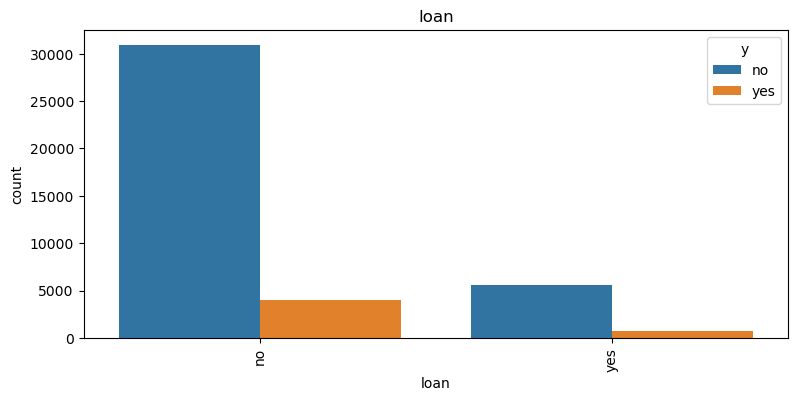 loan
y
no
yes
30000
25000
20000
15000
10000
5000
0
count
no
yes
loan